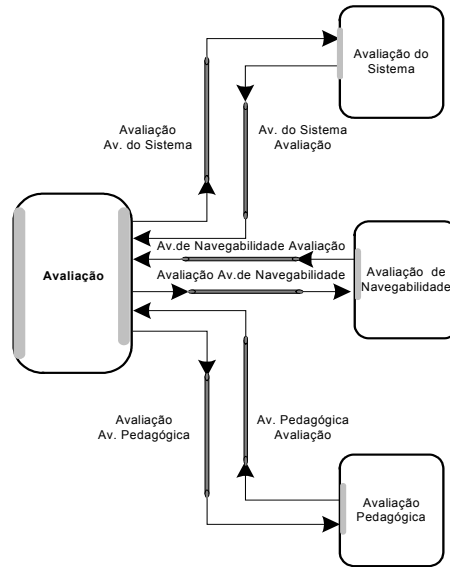 Avaliação do
Sistema
Avaliação
Av. do Sistema
Av. do Sistema
Avaliação
Av.de Navegabilidade Avaliação
Avaliação Av.de Navegabilidade
Avaliação
Avaliação de
Navegabilidade
Avaliação
Av. Pedagógica
Av. Pedagógica
Avaliação
Avaliação
Pedagógica